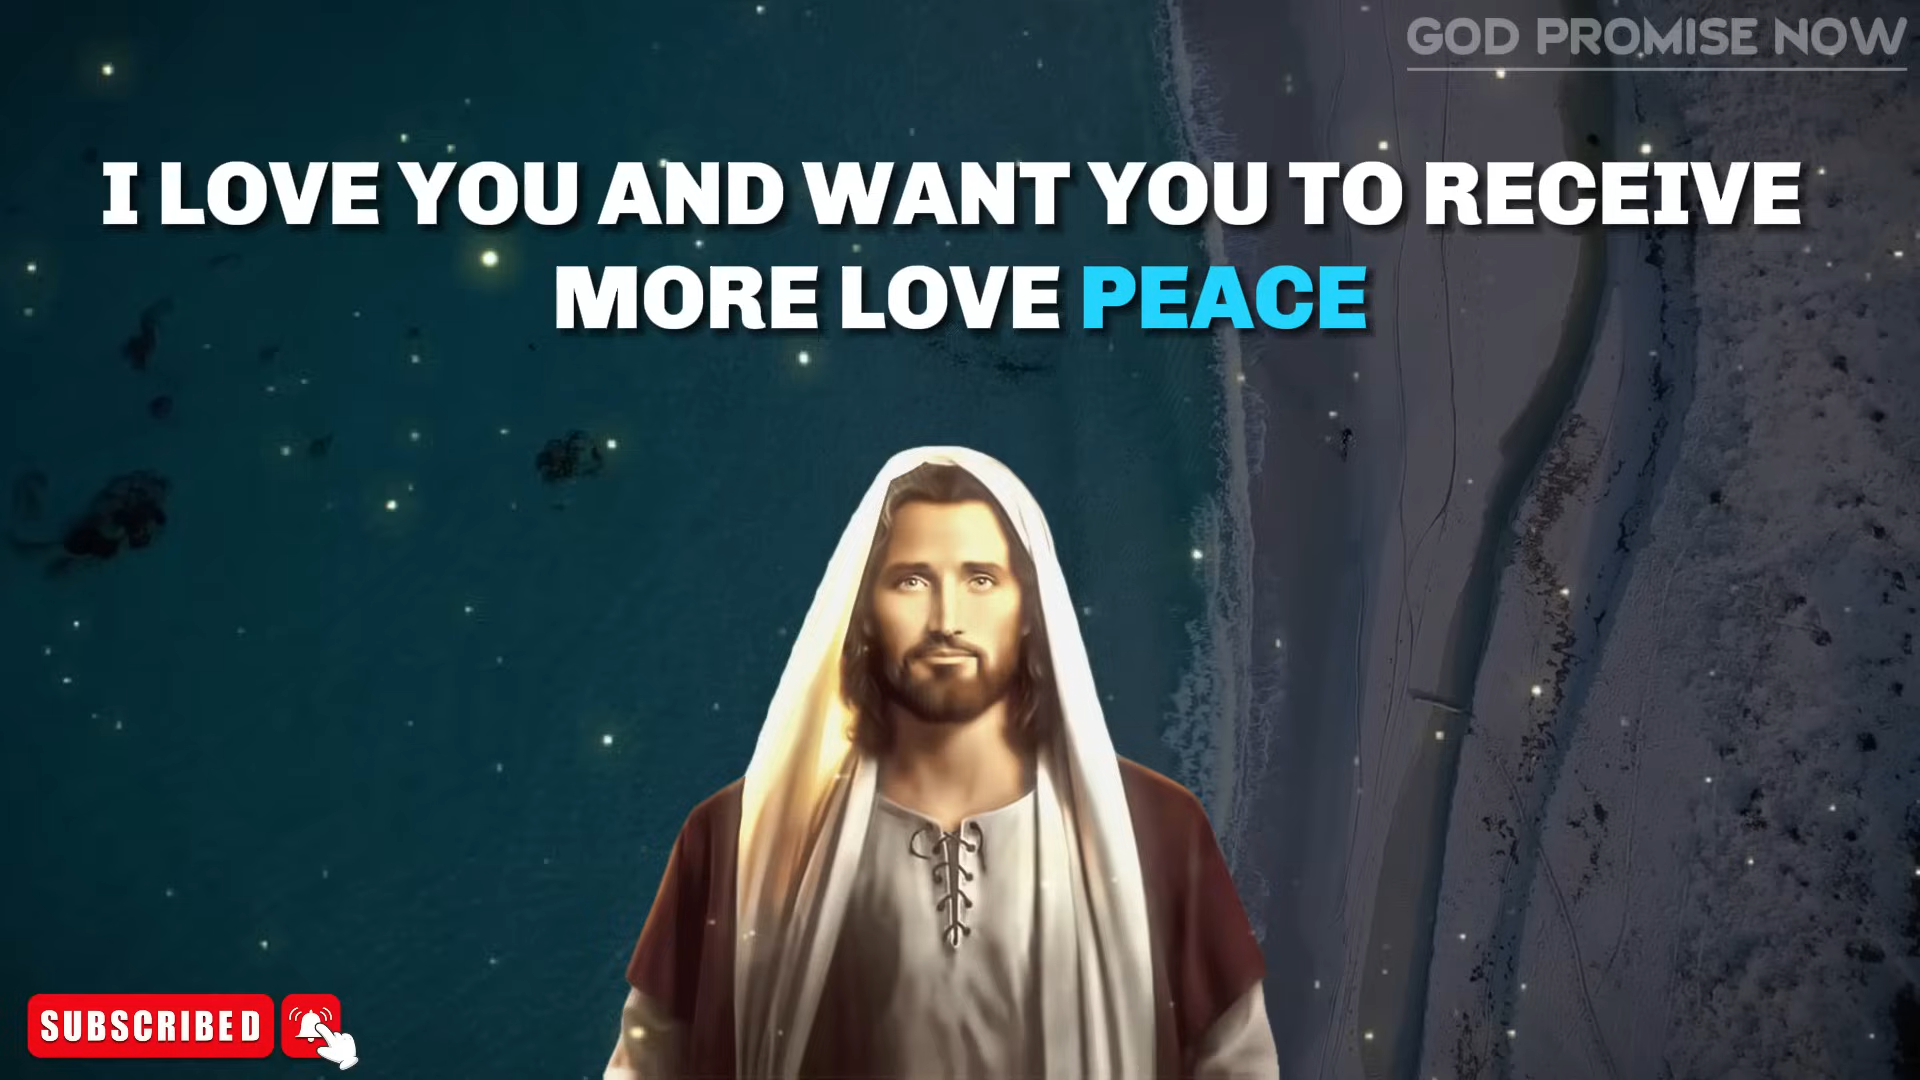 GOD PROMISE NOW
I LOVE YOU AND WANT YOU TO RECEIVE
MORE LOVE PEACE
SUBSCRIBED